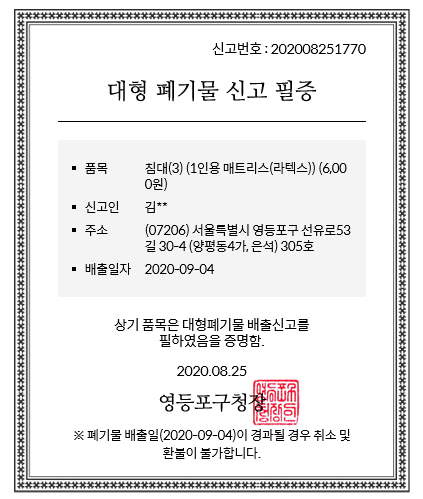 신고번호 : 202008251770
대형 폐기물 신고 필증
▪ 품목 침대(3) (1인용 매트리스(라텍스)) (6,00
0원)
▪ 신고인 김**
▪ 주소 (07206) 서울특별시 영등포구 선유로53
길 30-4 (양평동4가, 은석) 305호
▪ 배출일자 2020-09-04
상기 품목은 대형폐기물 배출신고를
필하였음을 증명함.
2020.08.25
영등포구청장
※ 폐기물 배출일(2020-09-04)이 경과될 경우 취소 및
환불이 불가합니다.